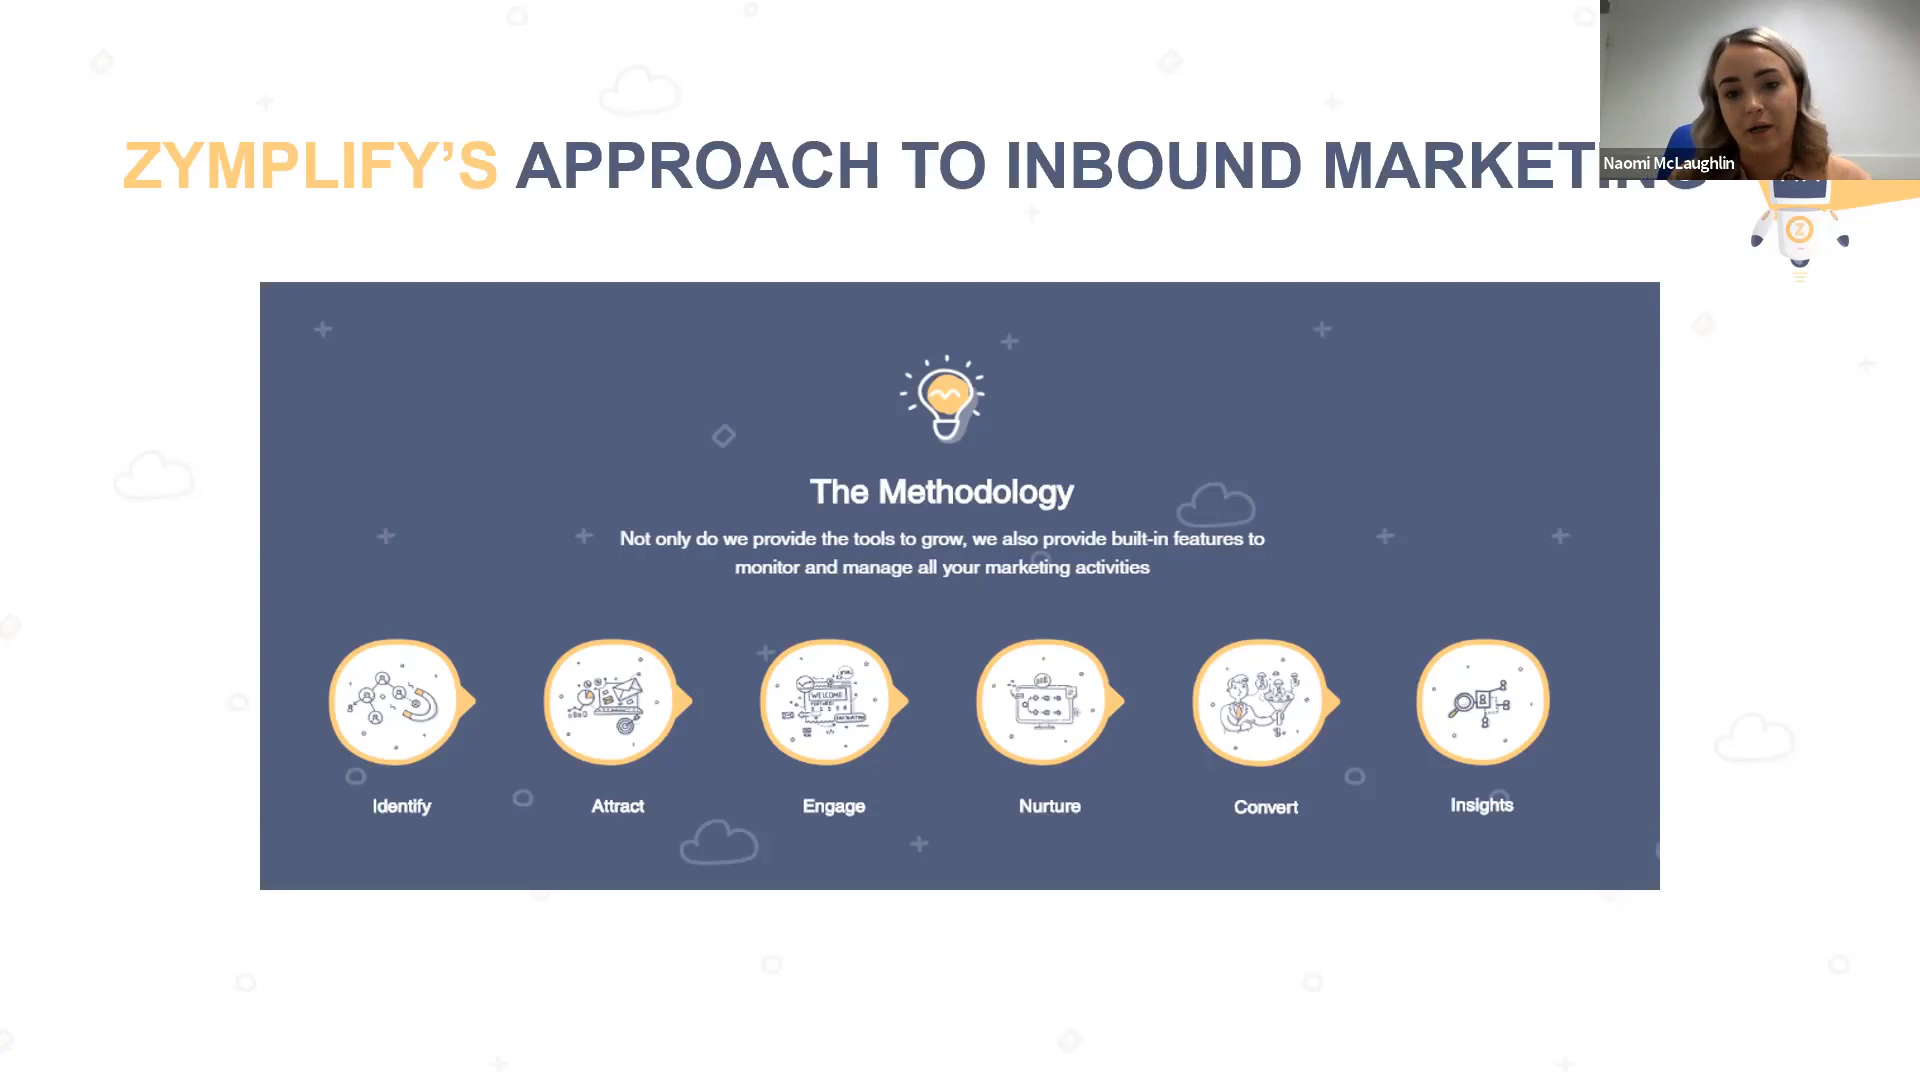 ZYMPLIFY’S APPROACH TO INBOUND MARKETING
Naomi McLaughlin
Z
The Methodology
Not only do we provide the tools to grow, we also provide built-in features to
monitor and manage all your marketing activities
WELCOME
Identify
Attract
Engage
Nurture
Convert
Insights